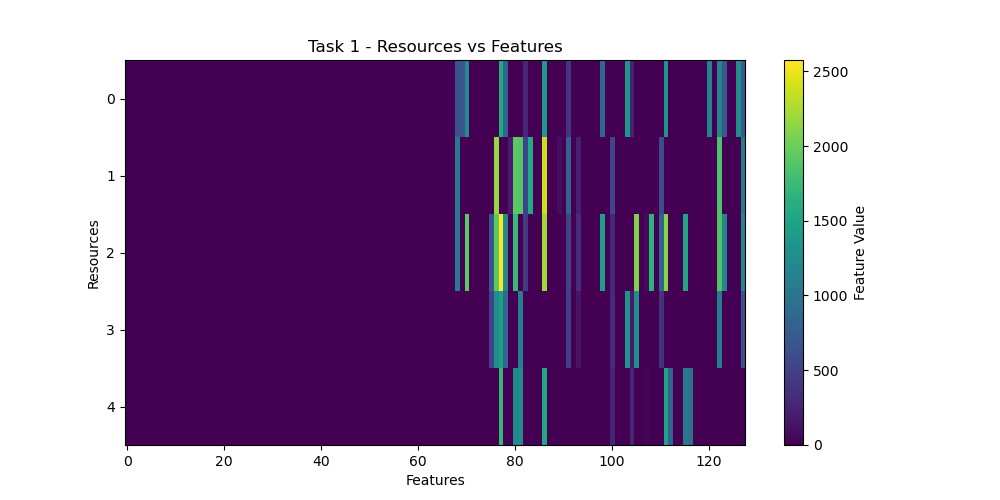 Task 1 - Resources vs Features
Resources
0
1
2
3
4
0 20 40 60 80 100 120
Features
2500
2000
1500
1000
500
0
Feature Value